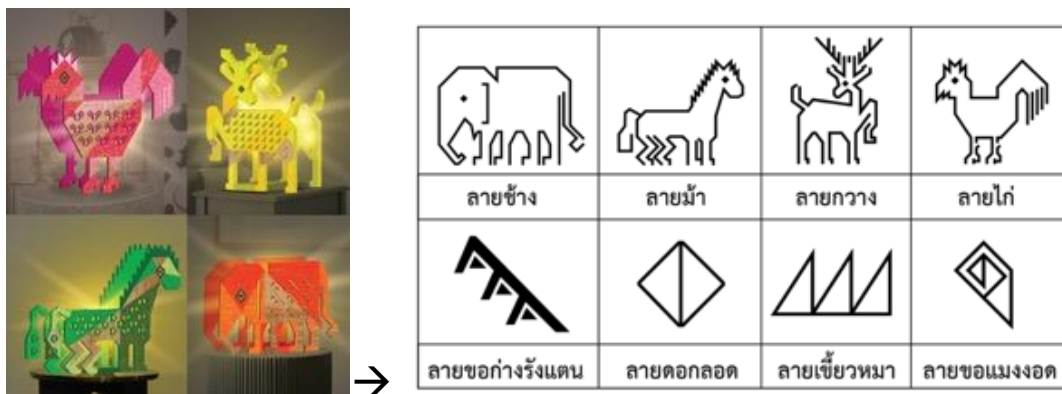 ลายช้าง
ลายม้า
ลายกวาง
ลายไก่
ลายขอก่างรังแตน
ลายดอกลอด
ลายเขี้ยวหมา
ลายขอแมงงอด